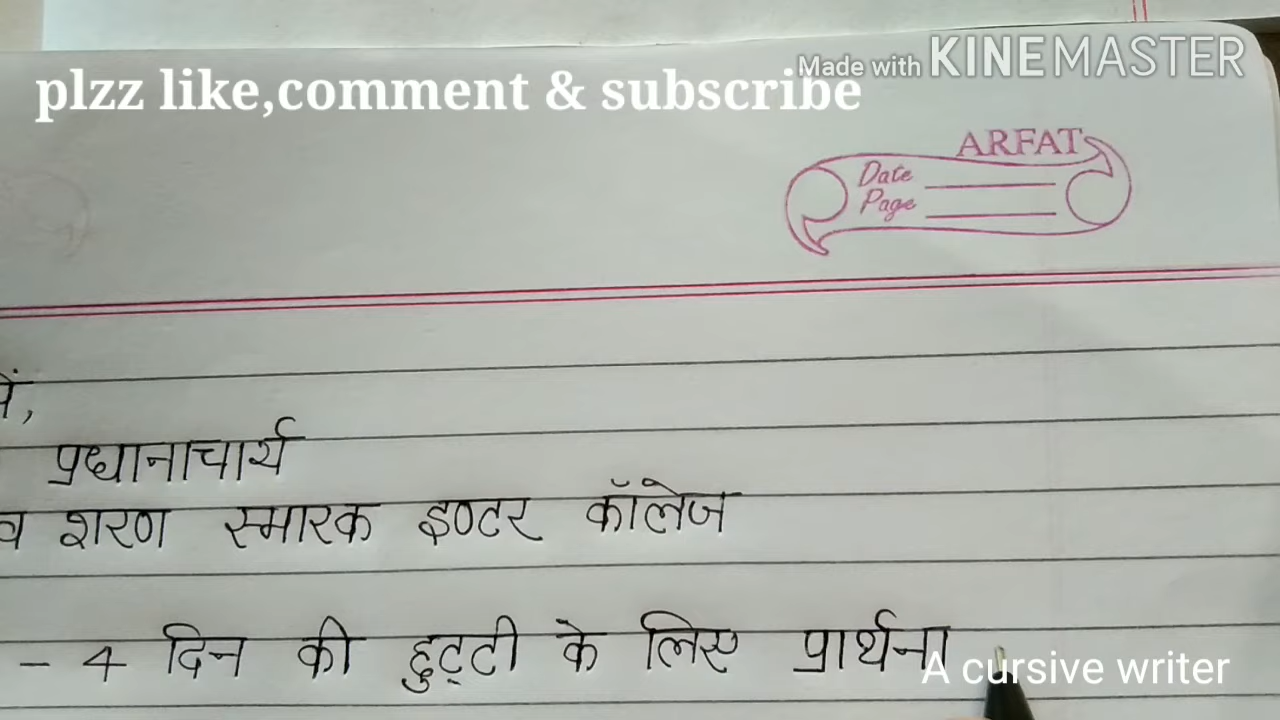 Made with KINEMASTER
plzz like,comment & subscribe
ARFAT
Date
Page
में,
प्रधानाचार्य
व शरण स्मारक इण्टर कॉलेज
- 4 दिन की छुट्टी के लिए प्रार्थना
A cursive writer